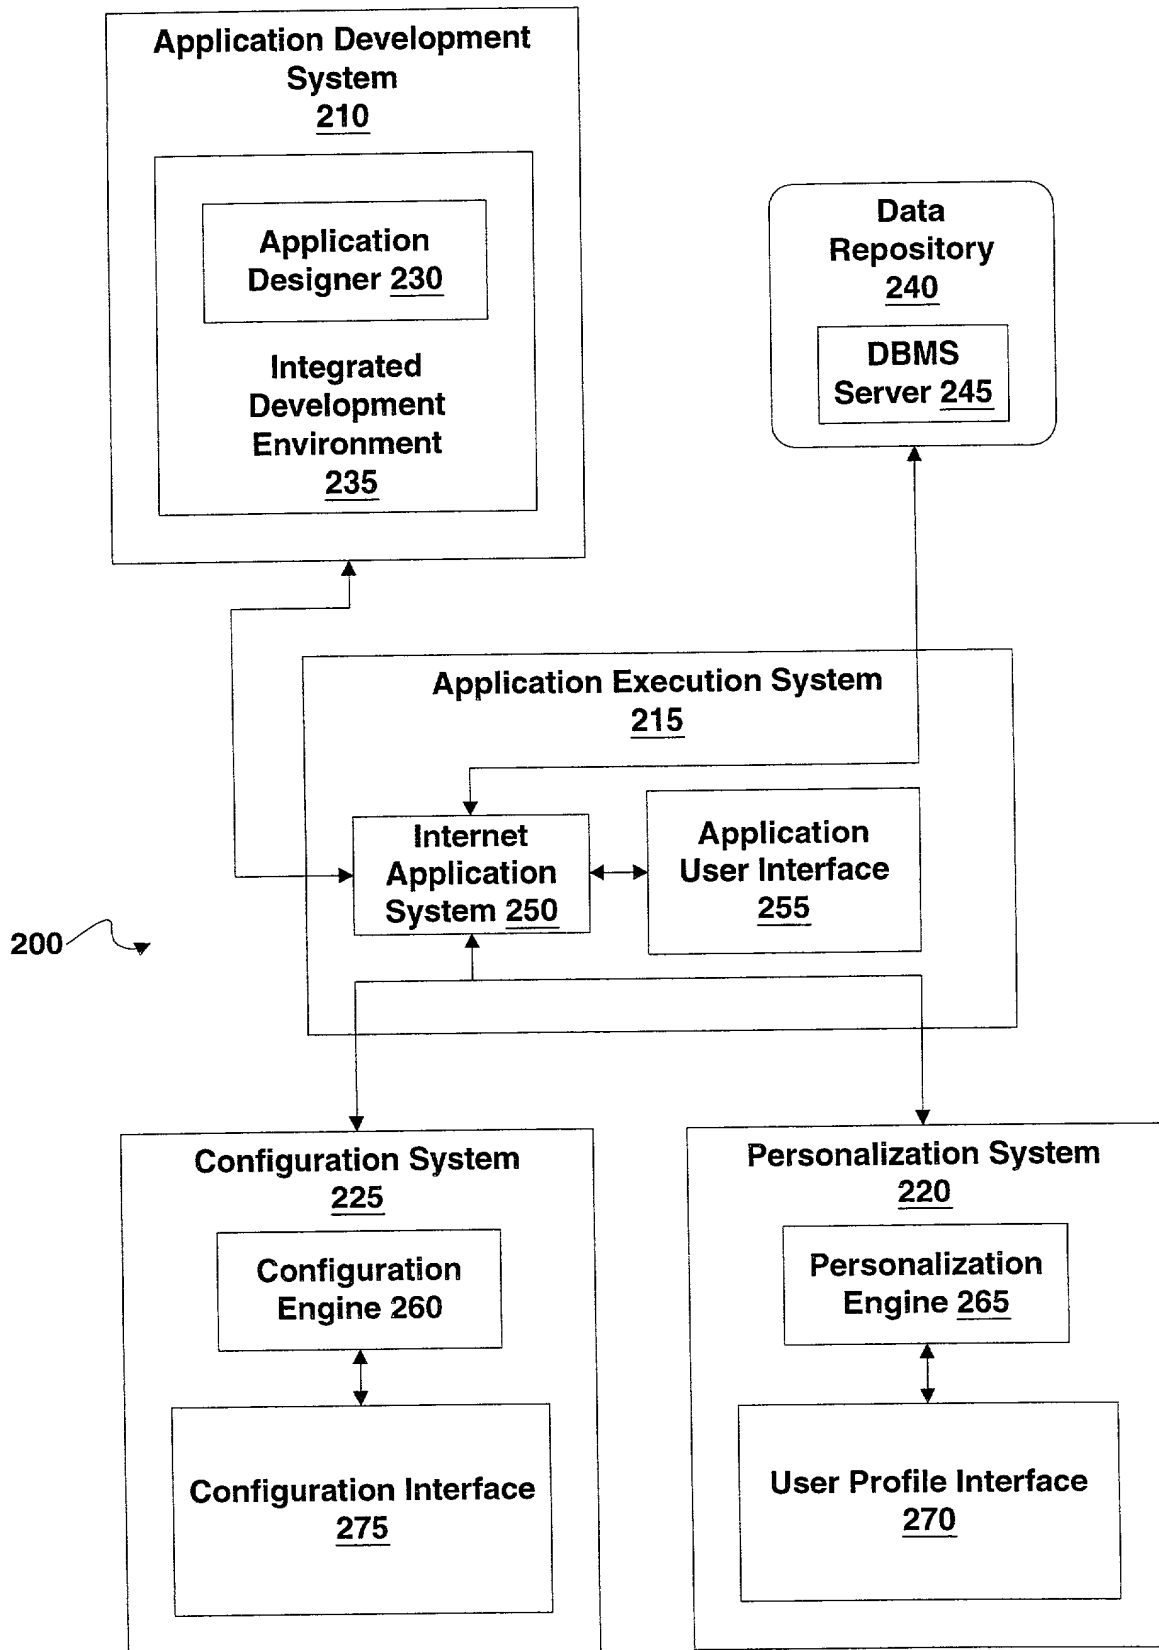 Application Development
System
210
Application
Designer 230
Integrated
Development
Environment
235
Data
Repository
240
DBMS
Server 245
Application Execution System
215
Internet
Application
System 250
Application
User Interface
255
200
Configuration System
225
Configuration
Engine 260
Configuration Interface
275
Personalization System
220
Personalization
Engine 265
User Profile Interface
270